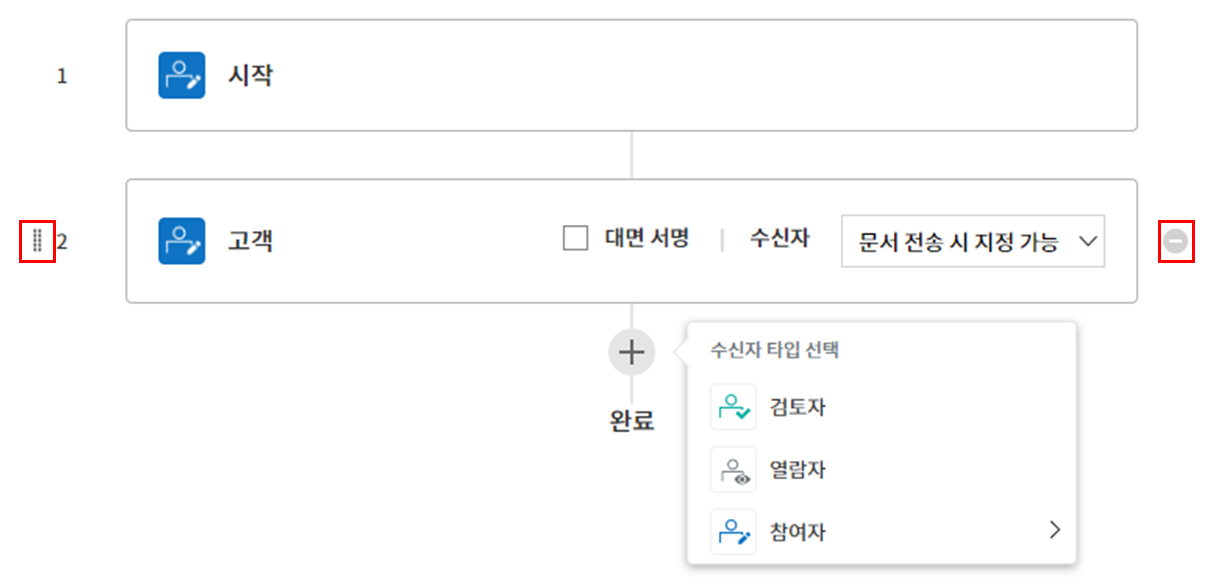 1 시작
2 고객 대면 서명 | 수신자 문서 전송 시 지정 가능
수신자 타입 선택
검토자
완료
열람자
참여자